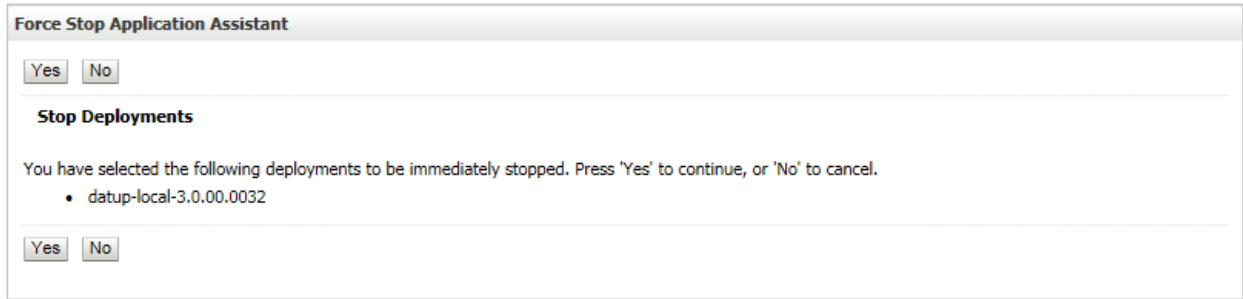 Force Stop Application Assistant
Yes No
Stop Deployments
You have selected the following deployments to be immediately stopped. Press 'Yes' to continue, or 'No' to cancel.
• datup-local-3.0.00.0032
Yes No